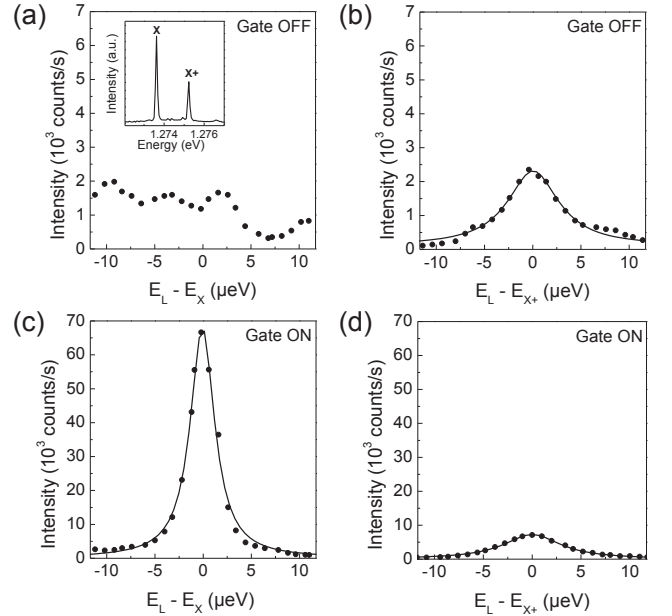 (a)
Gate OFF
Intensity (10³ counts/s)
7
6
5
4
3
2
1
0
-10 -5 0 5 10
E_L - E_X (µeV)
Intensity (a.u.)
X
X+
1.274 1.276
Energy (eV)
(b)
Gate OFF
Intensity (10³ counts/s)
7
6
5
4
3
2
1
0
-10 -5 0 5 10
E_L - E_X+ (µeV)
(c)
Gate ON
Intensity (10³ counts/s)
70
60
50
40
30
20
10
0
-10 -5 0 5 10
E_L - E_X (µeV)
(d)
Gate ON
Intensity (10³ counts/s)
70
60
50
40
30
20
10
0
-10 -5 0 5 10
E_L - E_X+ (µeV)